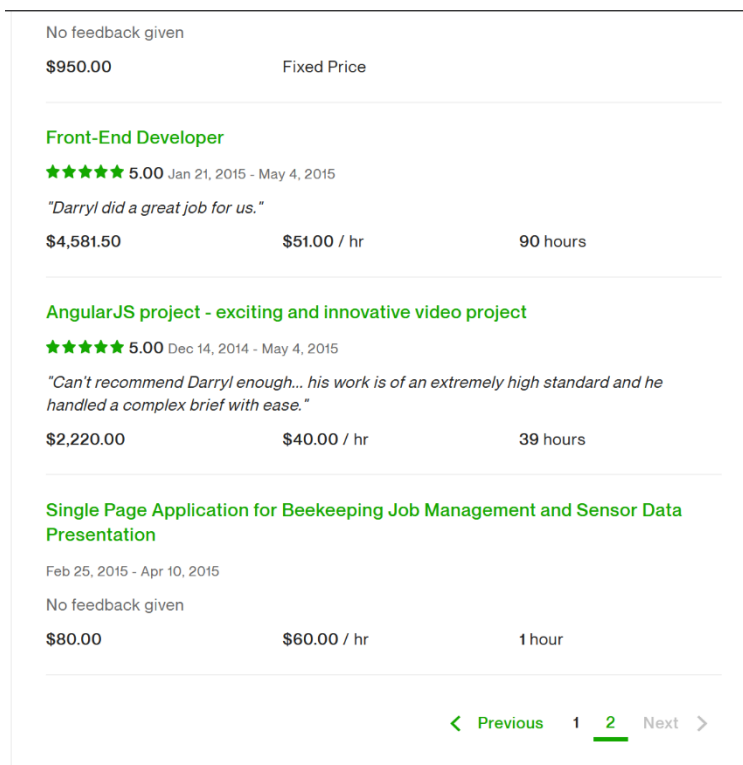 No feedback given
$950.00 Fixed Price
Front-End Developer
5.00 Jan 21, 2015 - May 4, 2015
"Darryl did a great job for us."
$4,581.50 $51.00 / hr 90 hours
AngularJS project - exciting and innovative video project
5.00 Dec 14, 2014 - May 4, 2015
"Can't recommend Darryl enough... his work is of an extremely high standard and he
handled a complex brief with ease."
$2,220.00 $40.00 / hr 39 hours
Single Page Application for Beekeeping Job Management and Sensor Data
Presentation
Feb 25, 2015 - Apr 10, 2015
No feedback given
$80.00 $60.00 / hr 1 hour
Previous 1 2 Next